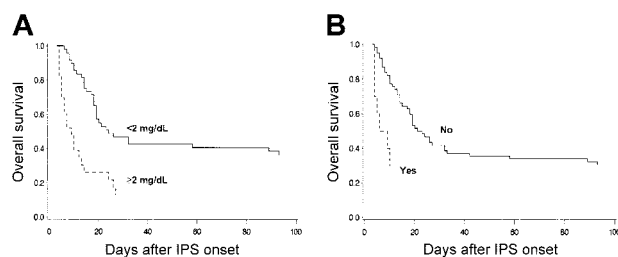 A
Overall survival
1.0
0.8
0.6
0.4
0.2
0.0
<2 mg/dL
>2 mg/dL
0 20 40 60 80 100
Days after IPS onset
B
Overall survival
1.0
0.8
0.6
0.4
0.2
0.0
No
Yes
0 20 40 60 80 100
Days after IPS onset